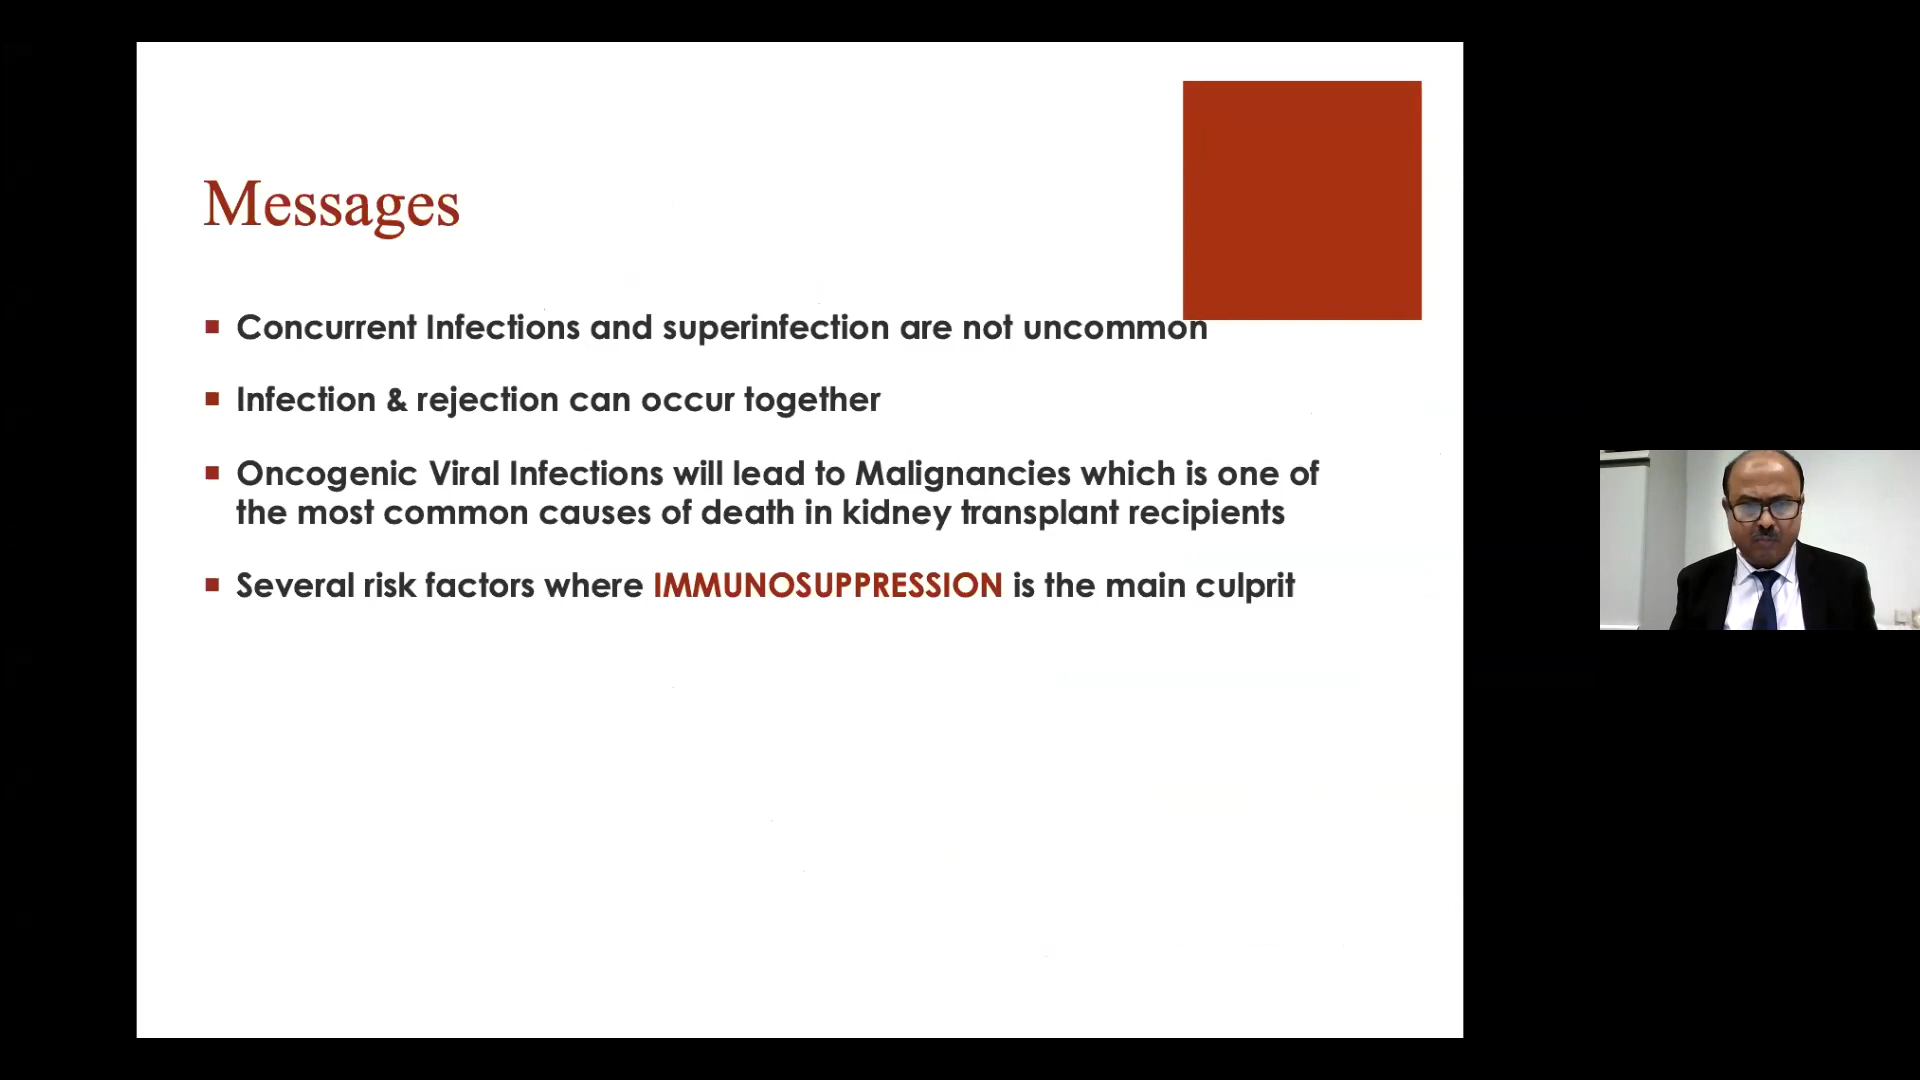 Messages
Concurrent Infections and superinfection are not uncommon
Infection & rejection can occur together
Oncogenic Viral Infections will lead to Malignancies which is one of
the most common causes of death in kidney transplant recipients
Several risk factors where IMMUNOSUPPRESSION is the main culprit